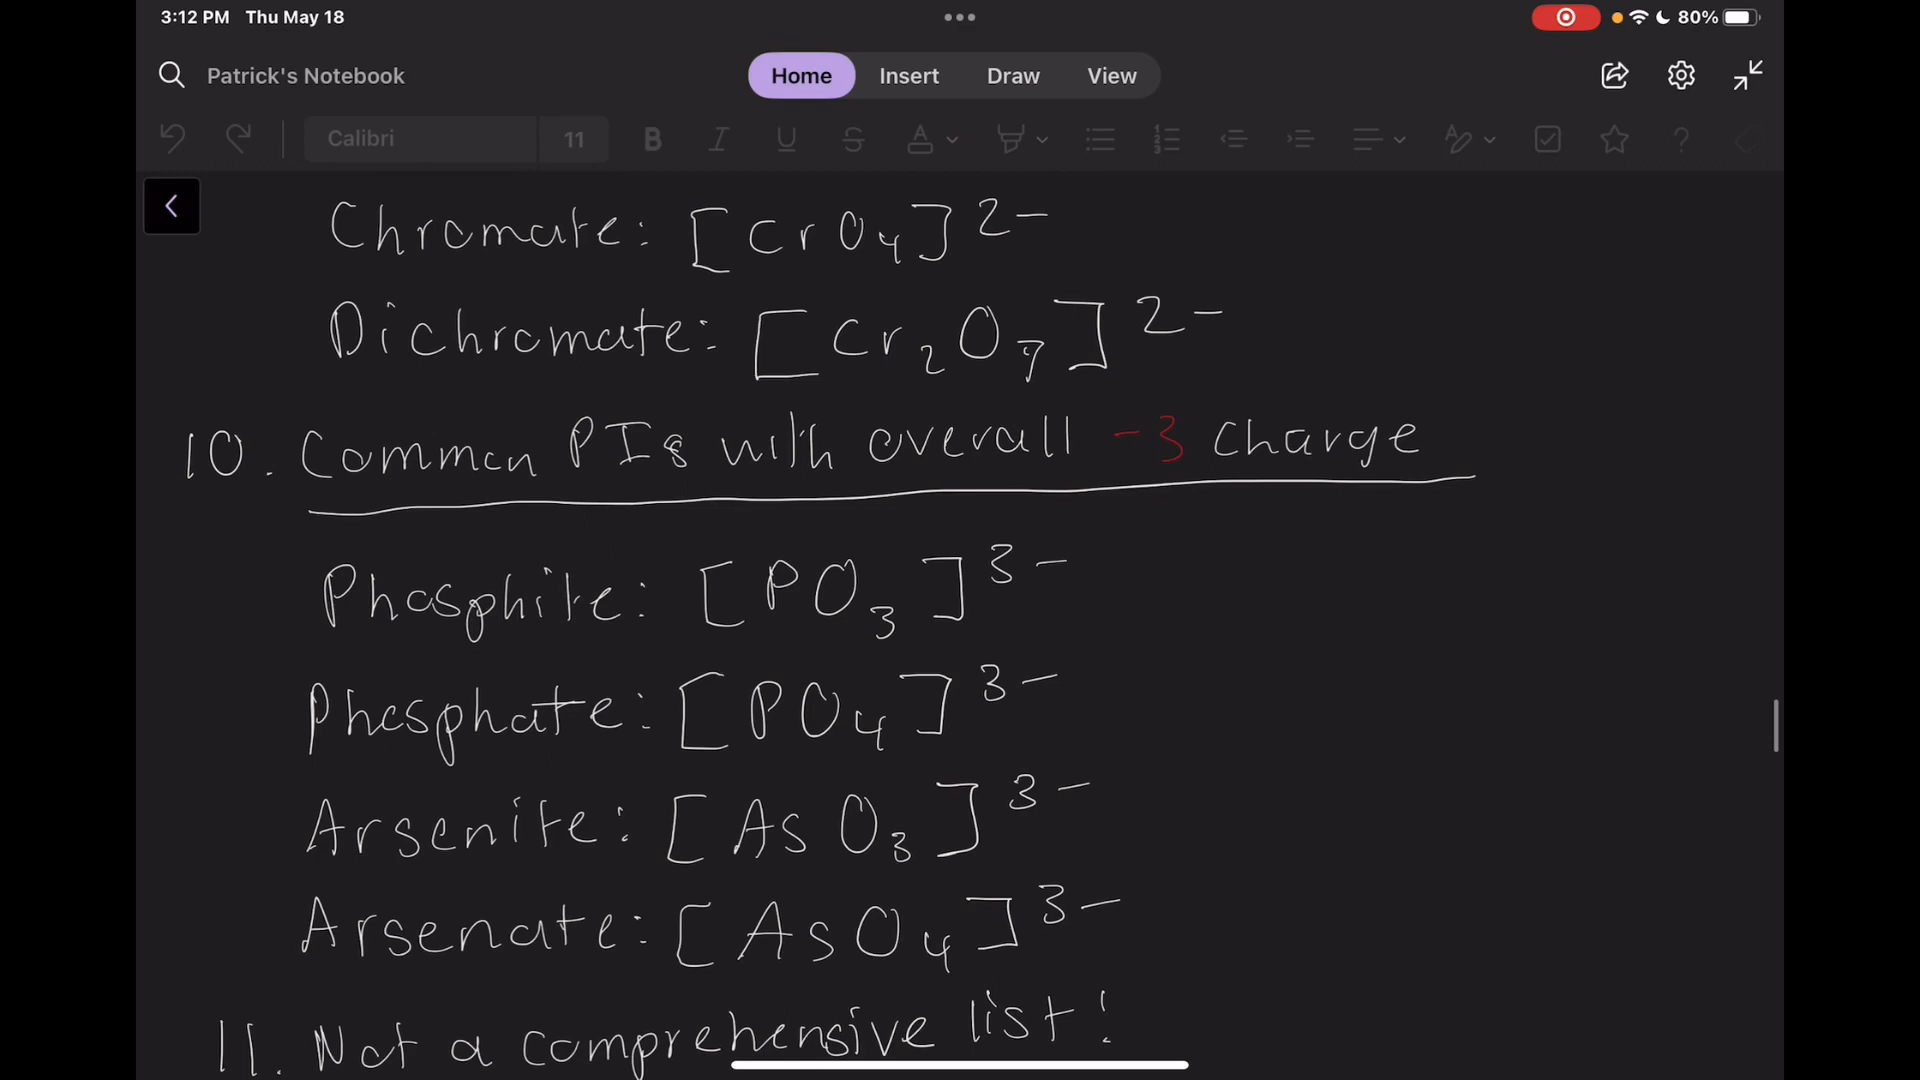 3:12 PM Thu May 18
80%
Patrick's Notebook
Home Insert Draw View
Calibri 11
Chromate: [CrO₄]²⁻
Dichromate: [Cr₂O₇]²⁻
10. Common PIs with overall -3 charge
Phosphite: [PO₃]³⁻
Phosphate: [PO₄]³⁻
Arsenite: [AsO₃]³⁻
Arsenate: [AsO₄]³⁻
11. Not a comprehensive list!